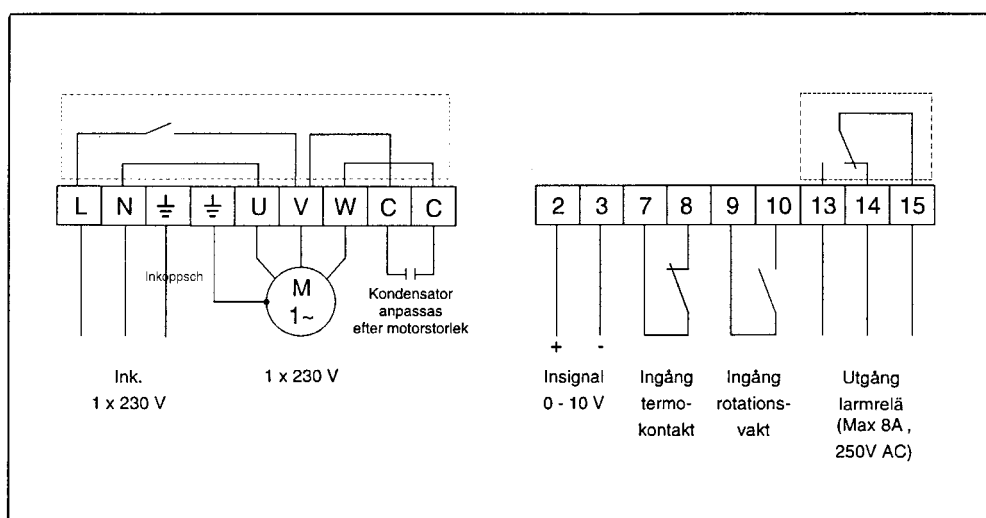 L N U V W C C
2 3 7 8 9 10 13 14 15
Inkoppsch
M
1~
Kondensator
anpassas
efter motorstorlek
+ -
Ink.
1 x 230 V
1 x 230 V
Insignal
0 - 10 V
Ingång
termo-
kontakt
Ingång
rotations-
vakt
Utgång
larmrelä
(Max 8A ,
250V AC)